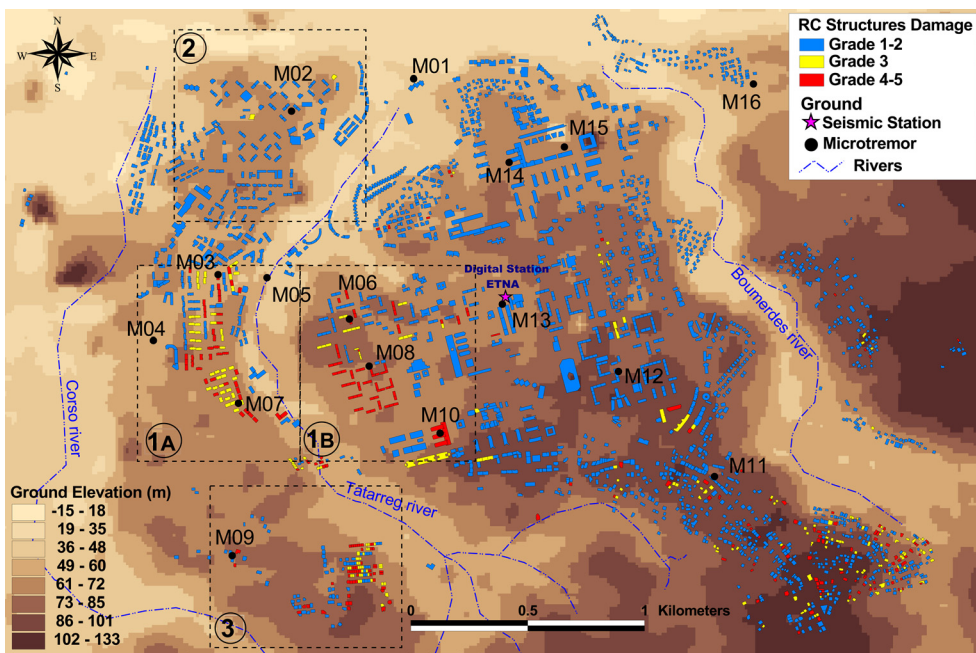 N
W E
S
2
M02
M01
M16
RC Structures Damage
Grade 1-2
Grade 3
Grade 4-5
Ground
Seismic Station
Microtremor
Rivers
M15
M14
M03
M05
M06
Digital Station
ETNA
M13
M04
M08
M12
M07
M10
M11
1A
1B
Corso river
Boumerdes river
Tatarreg river
Ground Elevation (m)
-15 - 18
19 - 35
36 - 48
49 - 60
61 - 72
73 - 85
86 - 101
102 - 133
M09
3
0 0.5 1 Kilometers